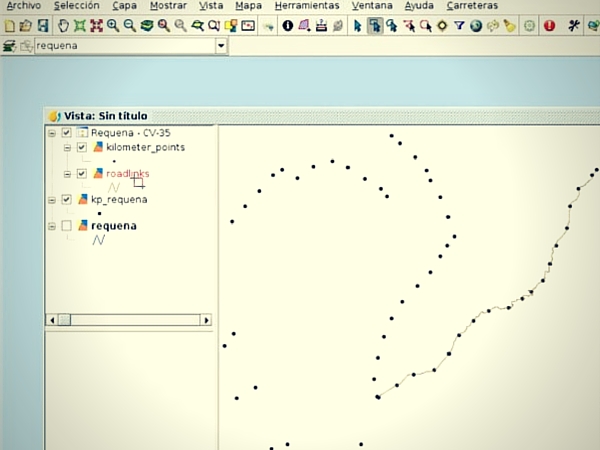 Archivo Selección Capa Mostrar Vista Mapa Herramientas Ventana Ayuda Carreteras
requena
Vista: Sin título
Requena - CV-35
kilometer_points
roadlinks
kp_requena
requena